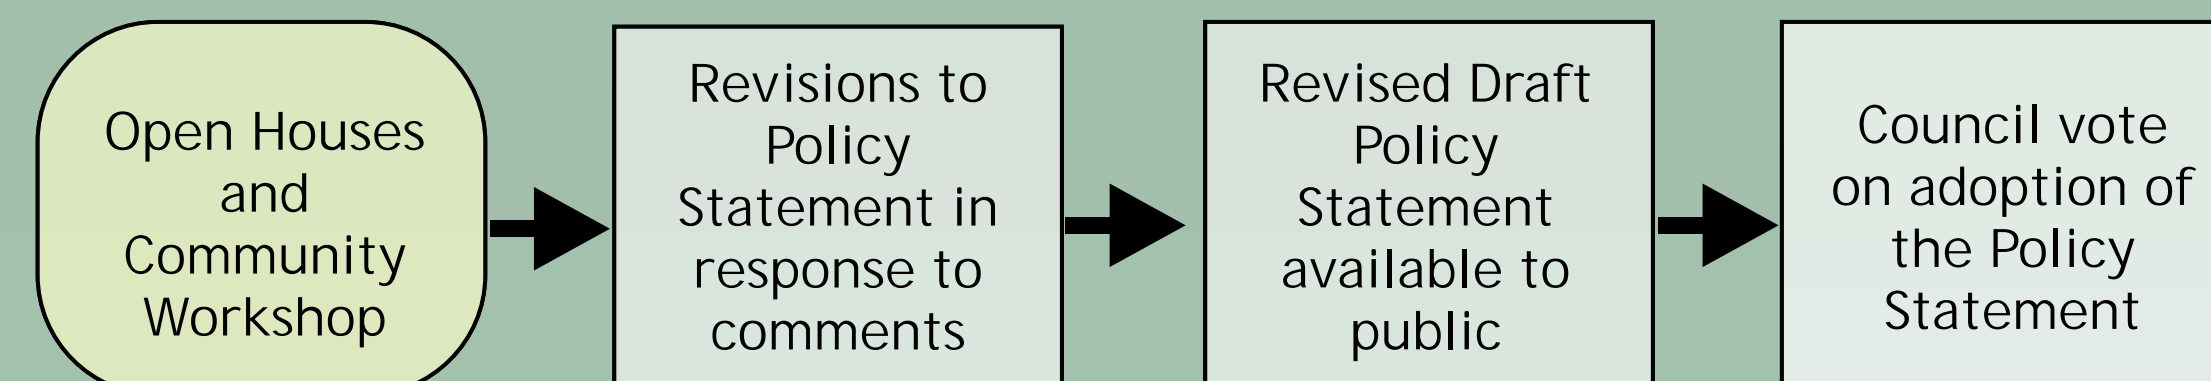 Open Houses
and
Community
Workshop
Revisions to
Policy
Statement in
response to
comments
Revised Draft
Policy
Statement
available to
public
Council vote
on adoption of
the Policy
Statement